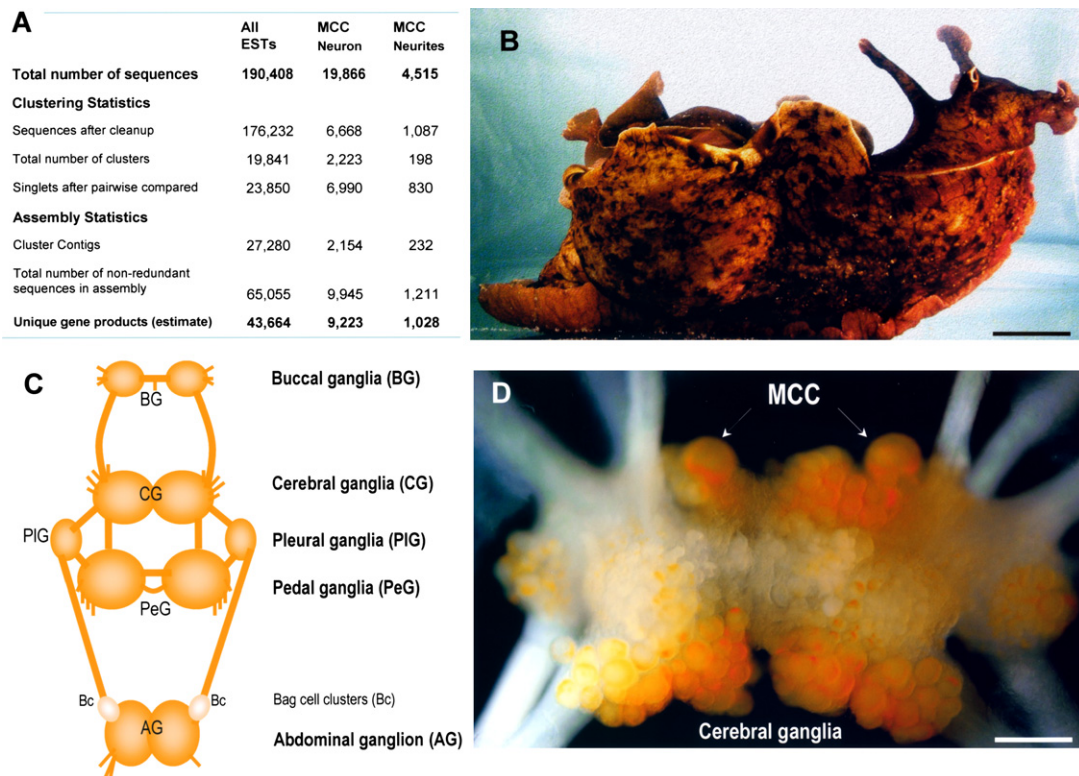 A
All MCC MCC
ESTs Neuron Neurites
Total number of sequences 190,408 19,866 4,515
Clustering Statistics
Sequences after cleanup 176,232 6,668 1,087
Total number of clusters 19,841 2,223 198
Singlets after pairwise compared 23,850 6,990 830
Assembly Statistics
Cluster Contigs 27,280 2,154 232
Total number of non-redundant
sequences in assembly 65,055 9,945 1,211
Unique gene products (estimate) 43,664 9,223 1,028
B
C
BG
Buccal ganglia (BG)
CG
Cerebral ganglia (CG)
PlG
Pleural ganglia (PlG)
Pedal ganglia (PeG)
PeG
Bc Bc
Bag cell clusters (Bc)
AG
Abdominal ganglion (AG)
D
MCC
Cerebral ganglia